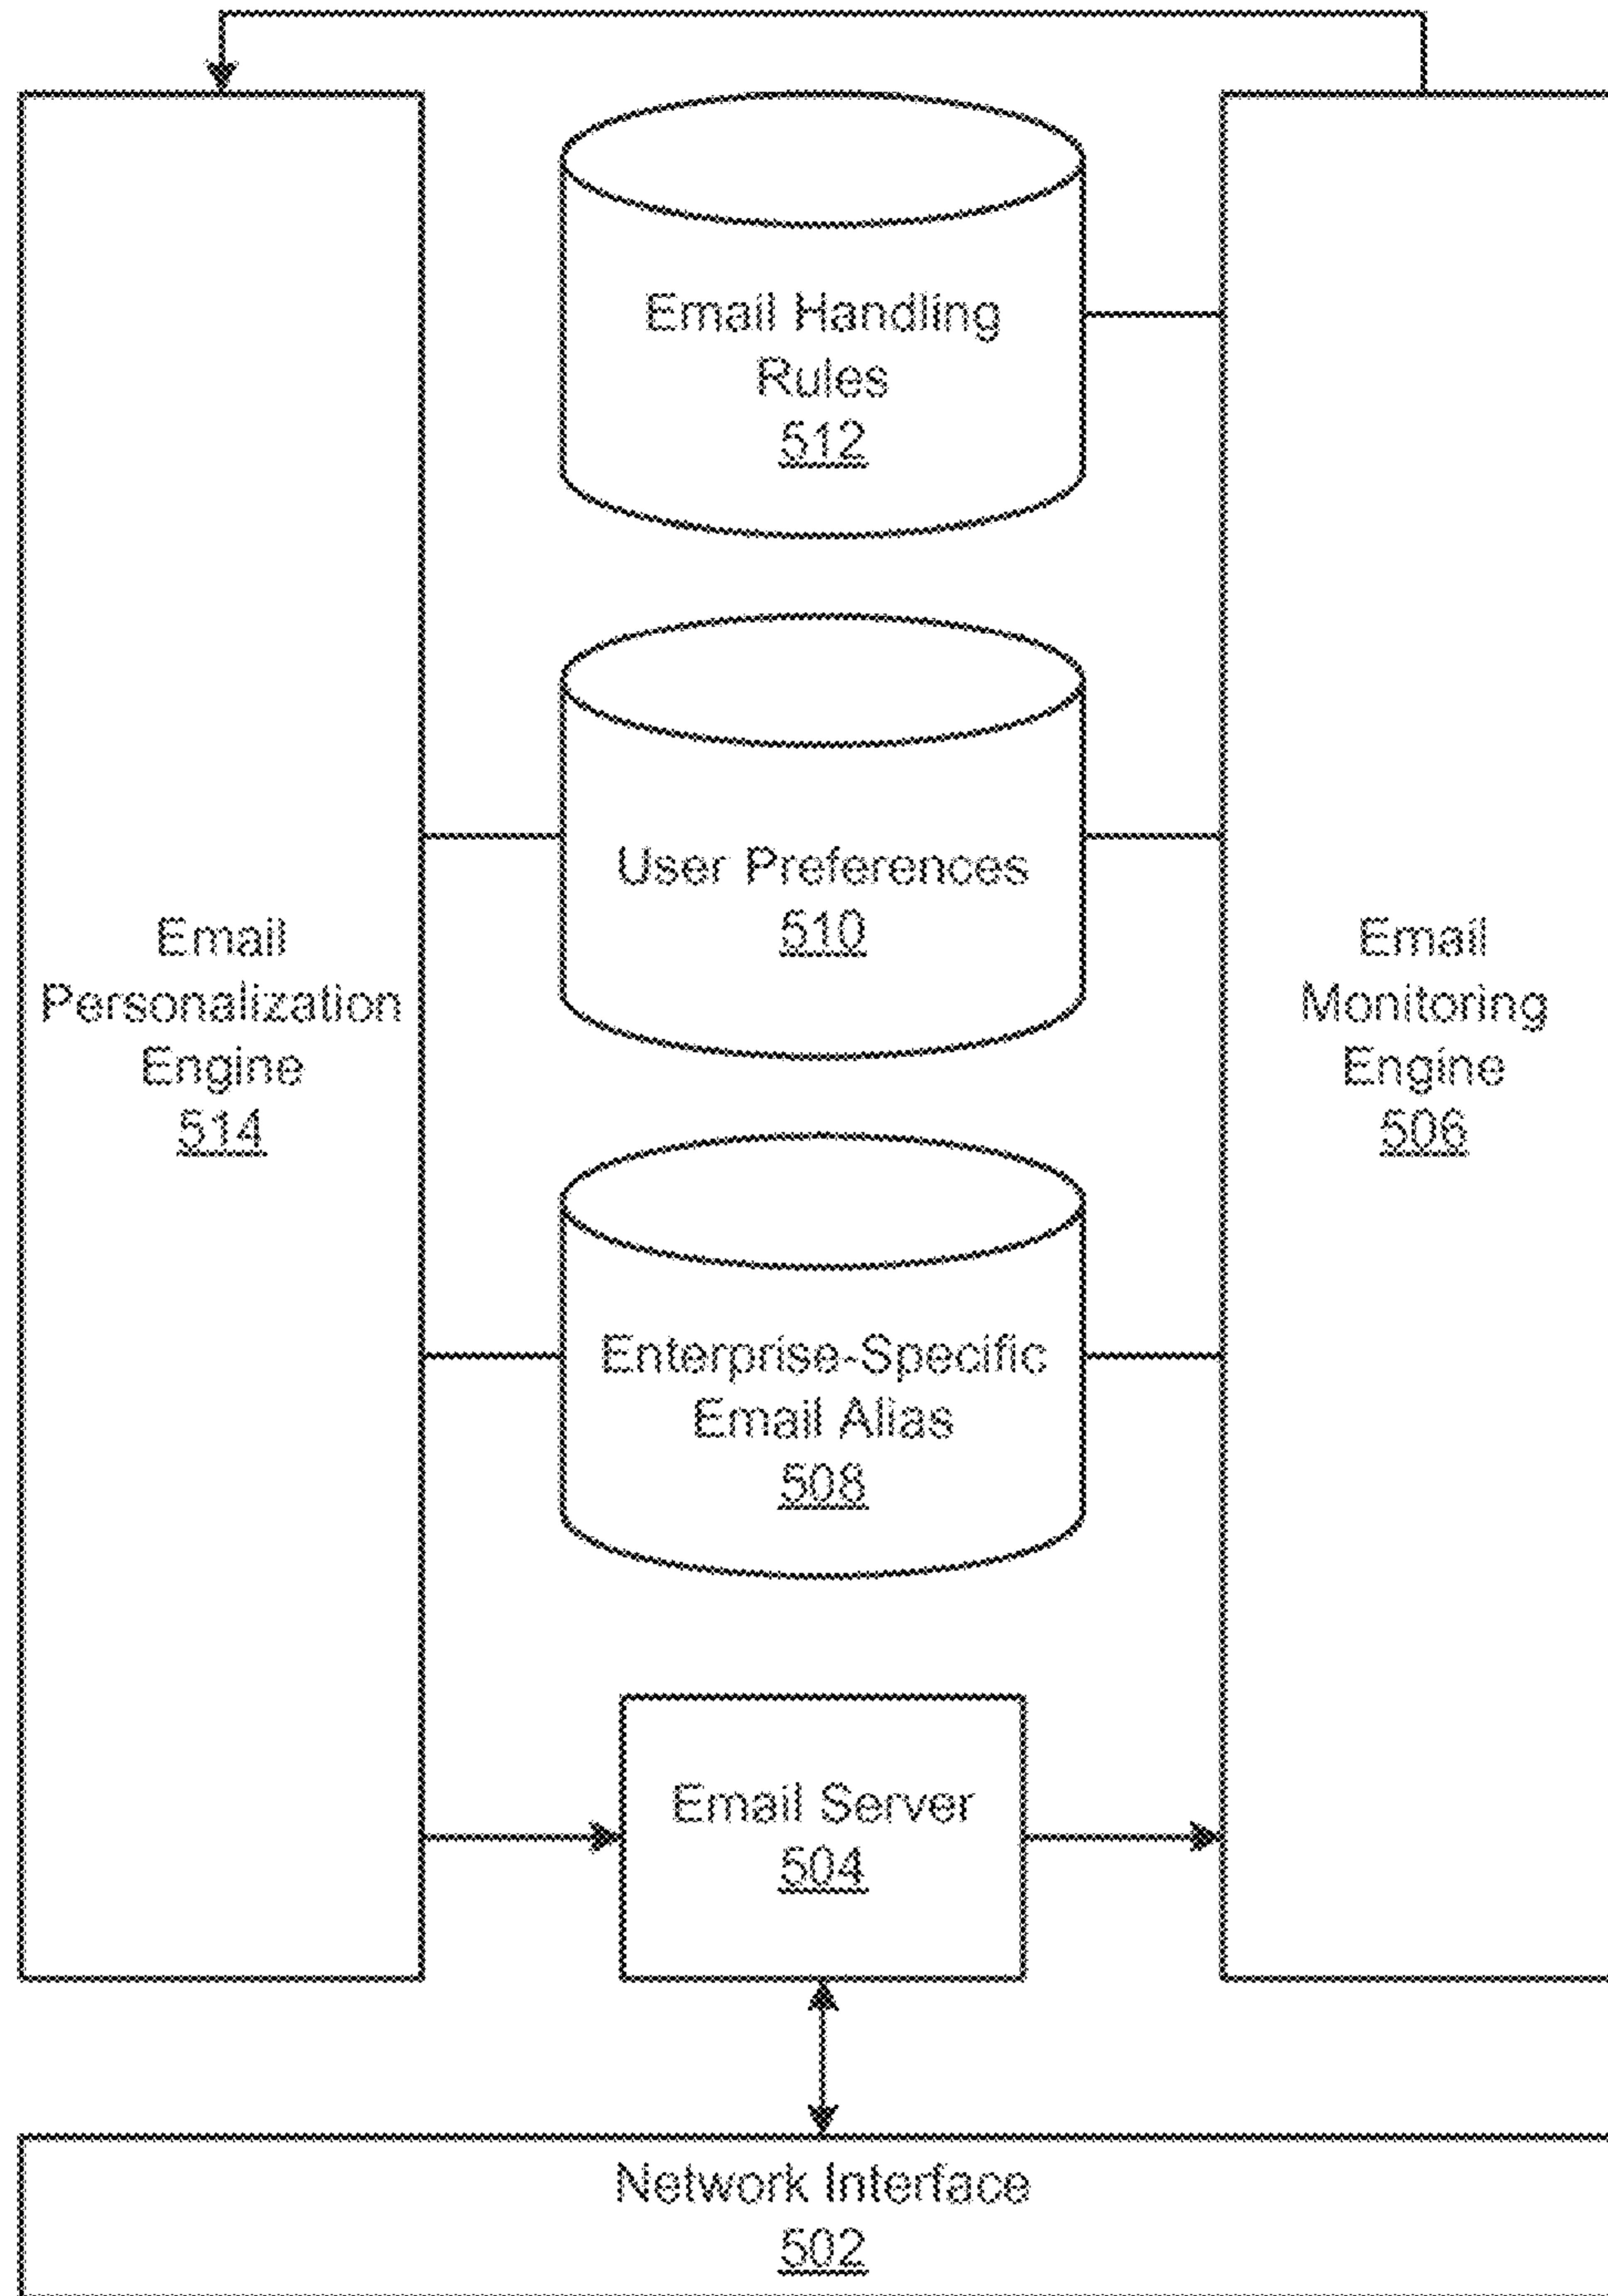 Email Handling
Rules
512
User Preferences
510
Email
Personalization
Engine
514
Email
Monitoring
Engine
506
Enterprise-Specific
Email Alias
508
Email Server
504
Network Interface
502